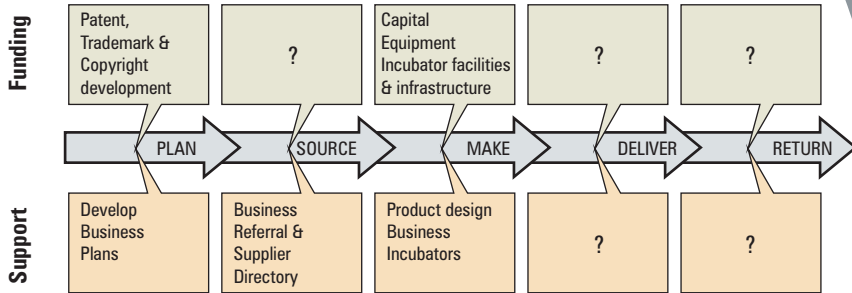 Funding
Patent,
Trademark &
Copyright
development
?
Capital
Equipment
Incubator facilities
& infrastructure
?
?
PLAN
SOURCE
MAKE
DELIVER
RETURN
Support
Develop
Business
Plans
Business
Referral &
Supplier
Directory
Product design
Business
Incubators
?
?